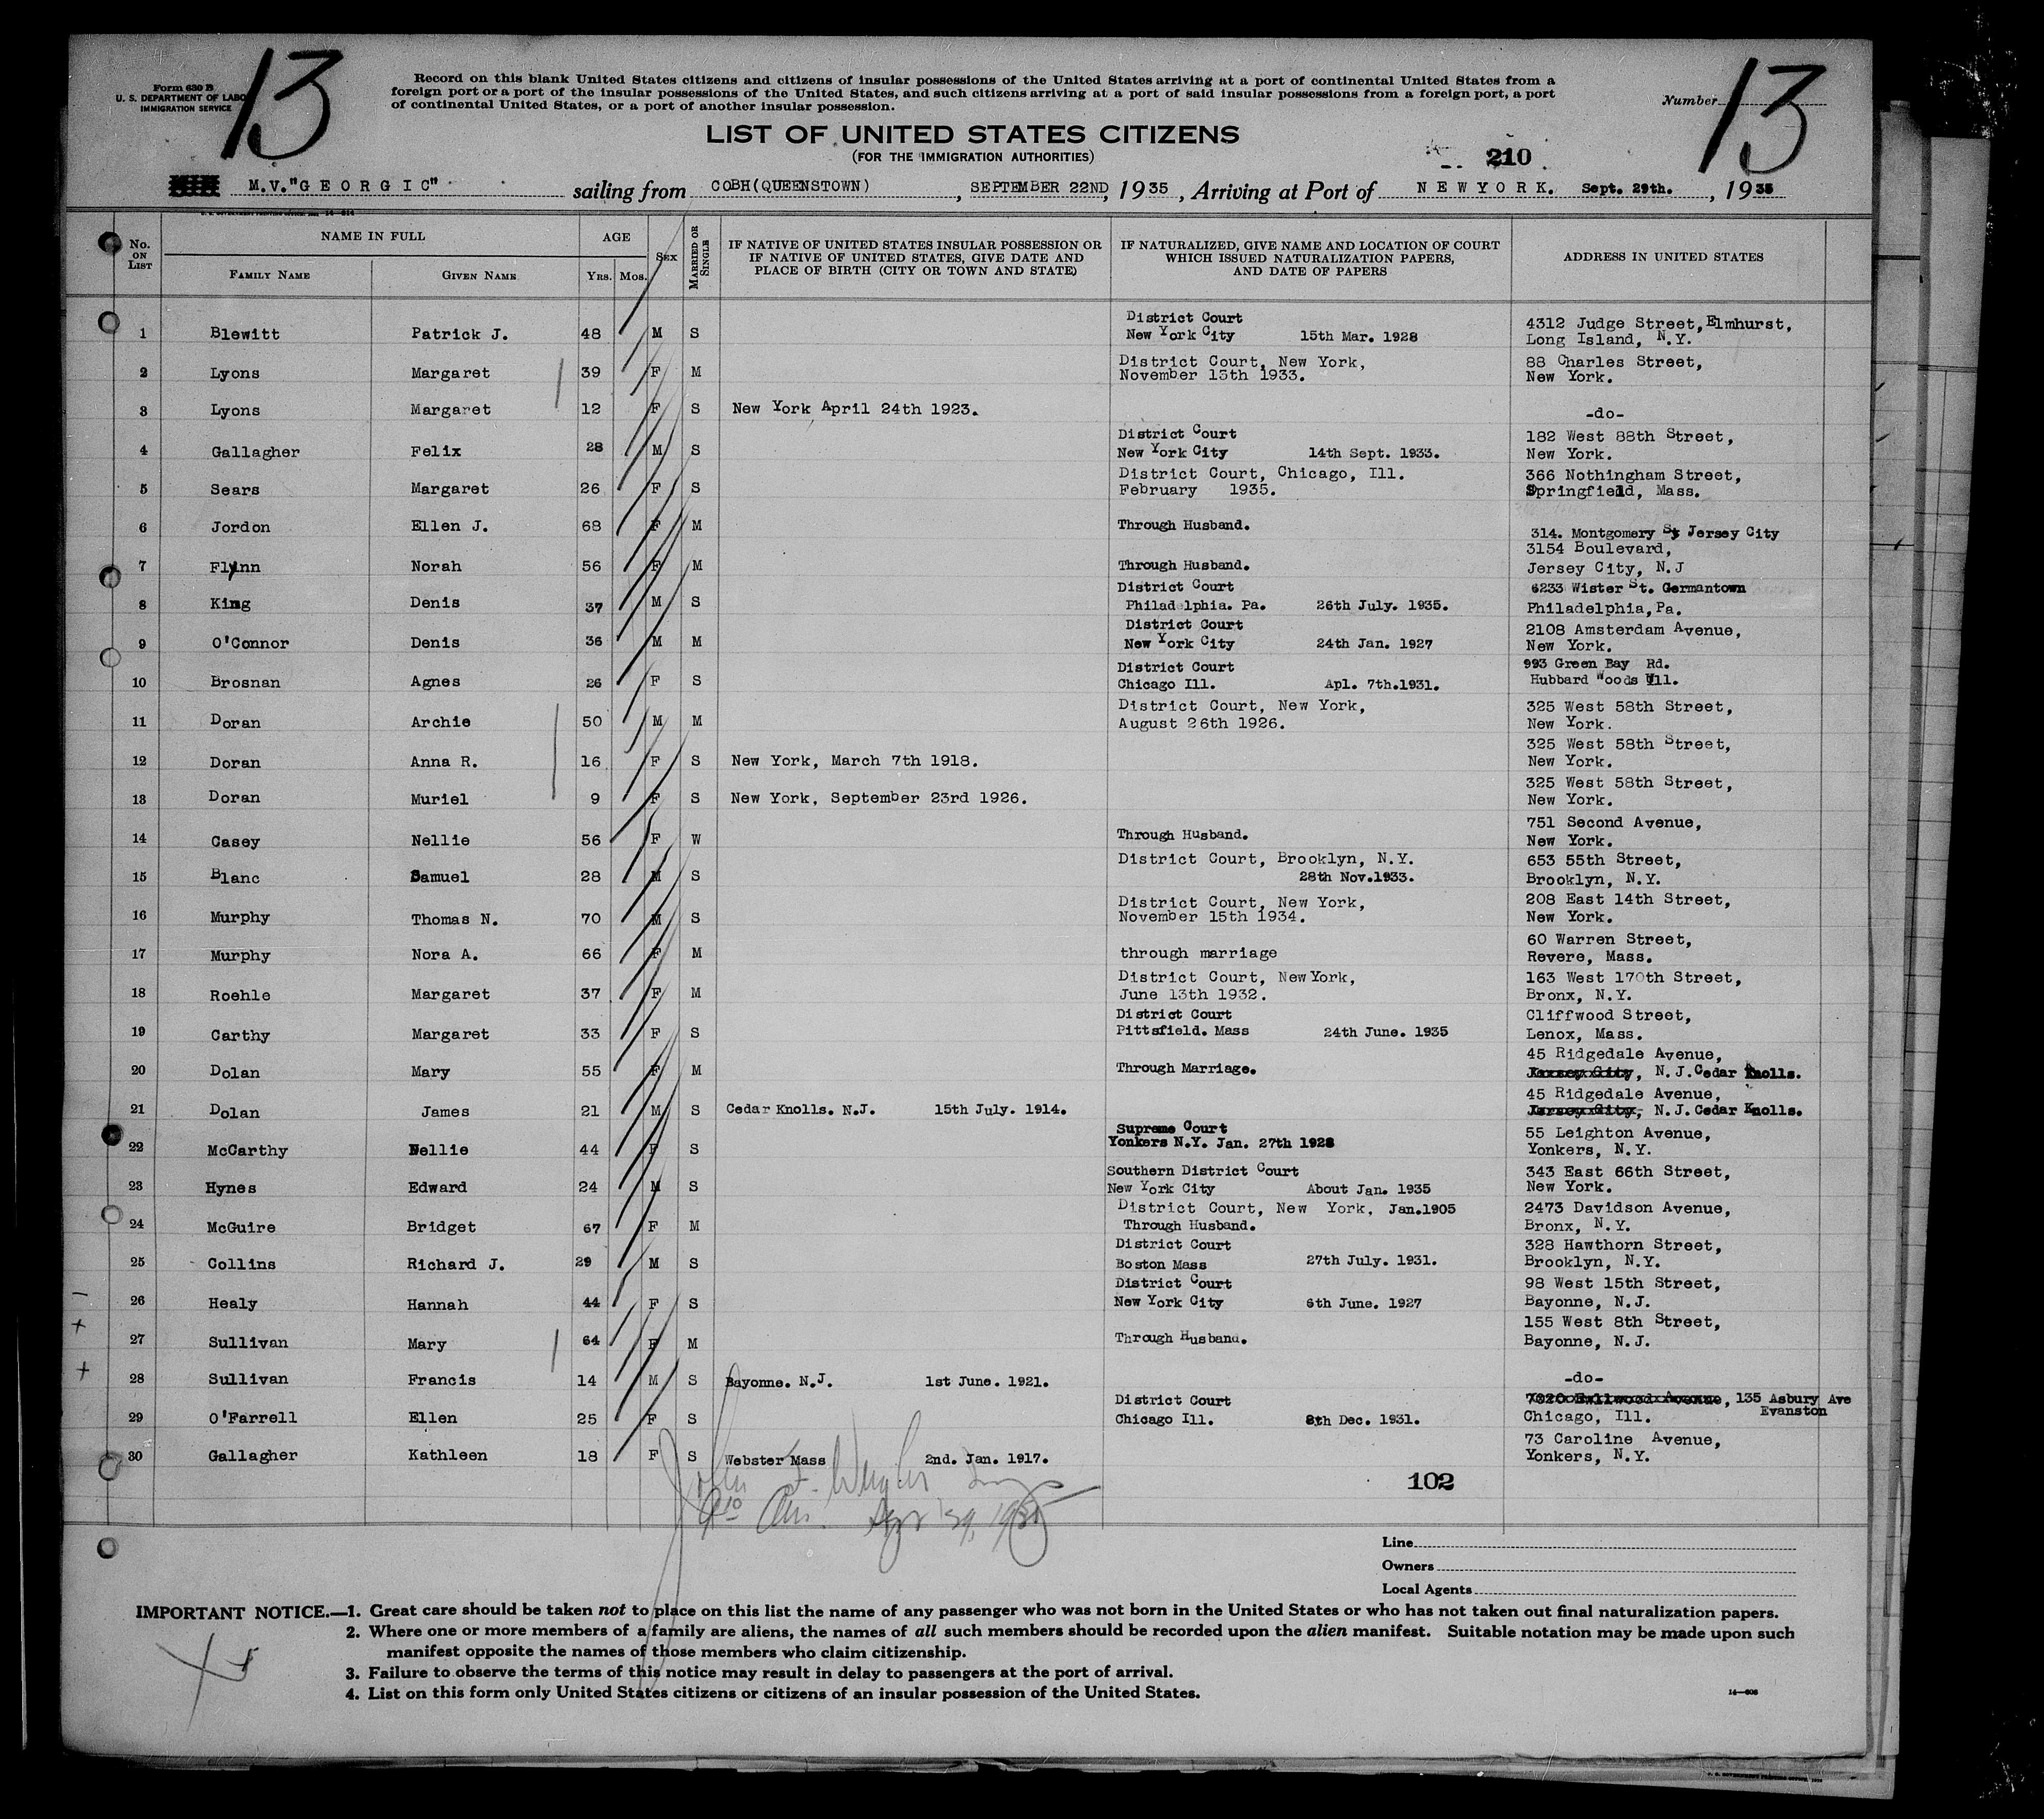 13
13
Form 630 B
U. S. DEPARTMENT OF LABO
IMMIGRATION SERVICE
Record on this blank United States citizens and citizens of insular possessions of the United States arriving at a port of continental United States from a
foreign port or a port of the insular possessions of the United States, and such citizens arriving at a port of said insular possessions from a foreign port, a port
of continental United States, or a port of another insular possession.
Number
LIST OF UNITED STATES CITIZENS
(FOR THE IMMIGRATION AUTHORITIES)
210
M.V."GEORGIC" sailing from COBH(QUEENSTOWN), SEPTEMBER 22ND, 1935, Arriving at Port of NEWYORK. Sept. 29th., 1935
No. ON LIST NAME IN FULL AGE SEX MARRIED OR SINGLE IF NATIVE OF UNITED STATES INSULAR POSSESSION OR IF NATIVE OF UNITED STATES, GIVE DATE AND PLACE OF BIRTH (CITY OR TOWN AND STATE) IF NATURALIZED, GIVE NAME AND LOCATION OF COURT WHICH ISSUED NATURALIZATION PAPERS, AND DATE OF PAPERS ADDRESS IN UNITED STATES
FAMILY NAME GIVEN NAME YRS. MOS.
1 Blewitt Patrick J. 48 M S District Court New York City 15th Mar. 1928 4312 Judge Street, Elmhurst, Long Island, N.Y.
2 Lyons Margaret 39 F M District Court, New York, November 13th 1933. 88 Charles Street, New York.
3 Lyons Margaret 12 F S New York April 24th 1923. -do-
4 Gallagher Felix 28 M S District Court New York City 14th Sept. 1933. 182 West 88th Street, New York.
5 Sears Margaret 26 F S District Court, Chicago, Ill. February 1935. 366 Nothingham Street, Springfield, Mass.
6 Jordon Ellen J. 68 F M Through Husband. 314. Montgomery St Jersey City
7 Flynn Norah 56 F M Through Husband. 3154 Boulevard, Jersey City, N.J
8 King Denis 37 M S District Court Philadelphia. Pa. 26th July. 1935. 6233 Wister St. Germantown Philadelphia, Pa.
9 O'Connor Denis 36 M M District Court New York City 24th Jan. 1927 2108 Amsterdam Avenue, New York.
10 Brosnan Agnes 26 F S District Court Chicago Ill. Apl. 7th.1931. 993 Green Bay Rd. Hubbard Woods Ill.
11 Doran Archie 50 M M District Court, New York, August 26th 1926. 325 West 58th Street, New York.
12 Doran Anna R. 16 F S New York, March 7th 1918. 325 West 58th Street, New York.
13 Doran Muriel 9 F S New York, September 23rd 1926. 325 West 58th Street, New York.
14 Casey Nellie 56 F W Through Husband. 751 Second Avenue, New York.
15 Blanc Samuel 28 M S District Court, Brooklyn, N.Y. 28th Nov.1933. 653 55th Street, Brooklyn, N.Y.
16 Murphy Thomas N. 70 M S District Court, New York, November 15th 1934. 208 East 14th Street, New York.
17 Murphy Nora A. 66 F M through marriage 60 Warren Street, Revere, Mass.
18 Roehle Margaret 37 F M District Court, NewYork, June 13th 1932. 163 West 170th Street, Bronx, N.Y.
19 Carthy Margaret 33 F S District Court Pittsfield. Mass 24th June. 1935 Cliffwood Street, Lenox, Mass.
20 Dolan Mary 55 F M Through Marriage. 45 Ridgedale Avenue, Jersey City, N.J. Cedar Knolls.
21 Dolan James 21 M S Cedar Knolls. N.J. 15th July. 1914. 45 Ridgedale Avenue, Jersey City, N.J. Cedar Knolls.
22 McCarthy Nellie 44 F S Supreme Court Yonkers N.Y. Jan. 27th 1928 55 Leighton Avenue, Yonkers, N.Y.
23 Hynes Edward 24 M S Southern District Court New York City About Jan. 1935 343 East 66th Street, New York.
24 McGuire Bridget 67 F M District Court, New York, Jan.1905 Through Husband. 2473 Davidson Avenue, Bronx, N.Y.
25 Collins Richard J. 29 M S District Court Boston Mass 27th July. 1931. 328 Hawthorn Street, Brooklyn, N.Y.
26 Healy Hannah 44 F S District Court New York City 6th June. 1927 98 West 15th Street, Bayonne, N.J.
27 Sullivan Mary 64 F M Through Husband. 155 West 8th Street, Bayonne, N.J.
28 Sullivan Francis 14 M S Bayonne. N.J. 1st June. 1921. -do-
29 O'Farrell Ellen 25 F S District Court Chicago Ill. 8th Dec. 1931. 7020 Avenue, 135 Asbury Ave Evanston Chicago, Ill.
30 Gallagher Kathleen 18 F S Webster Mass 2nd. Jan. 1917. 73 Caroline Avenue, Yonkers, N.Y.
102
Line
Owners
Local Agents
IMPORTANT NOTICE.—1. Great care should be taken not to place on this list the name of any passenger who was not born in the United States or who has not taken out final naturalization papers.
2. Where one or more members of a family are aliens, the names of all such members should be recorded upon the alien manifest. Suitable notation may be made upon such
manifest opposite the names of those members who claim citizenship.
3. Failure to observe the terms of this notice may result in delay to passengers at the port of arrival.
4. List on this form only United States citizens or citizens of an insular possession of the United States.